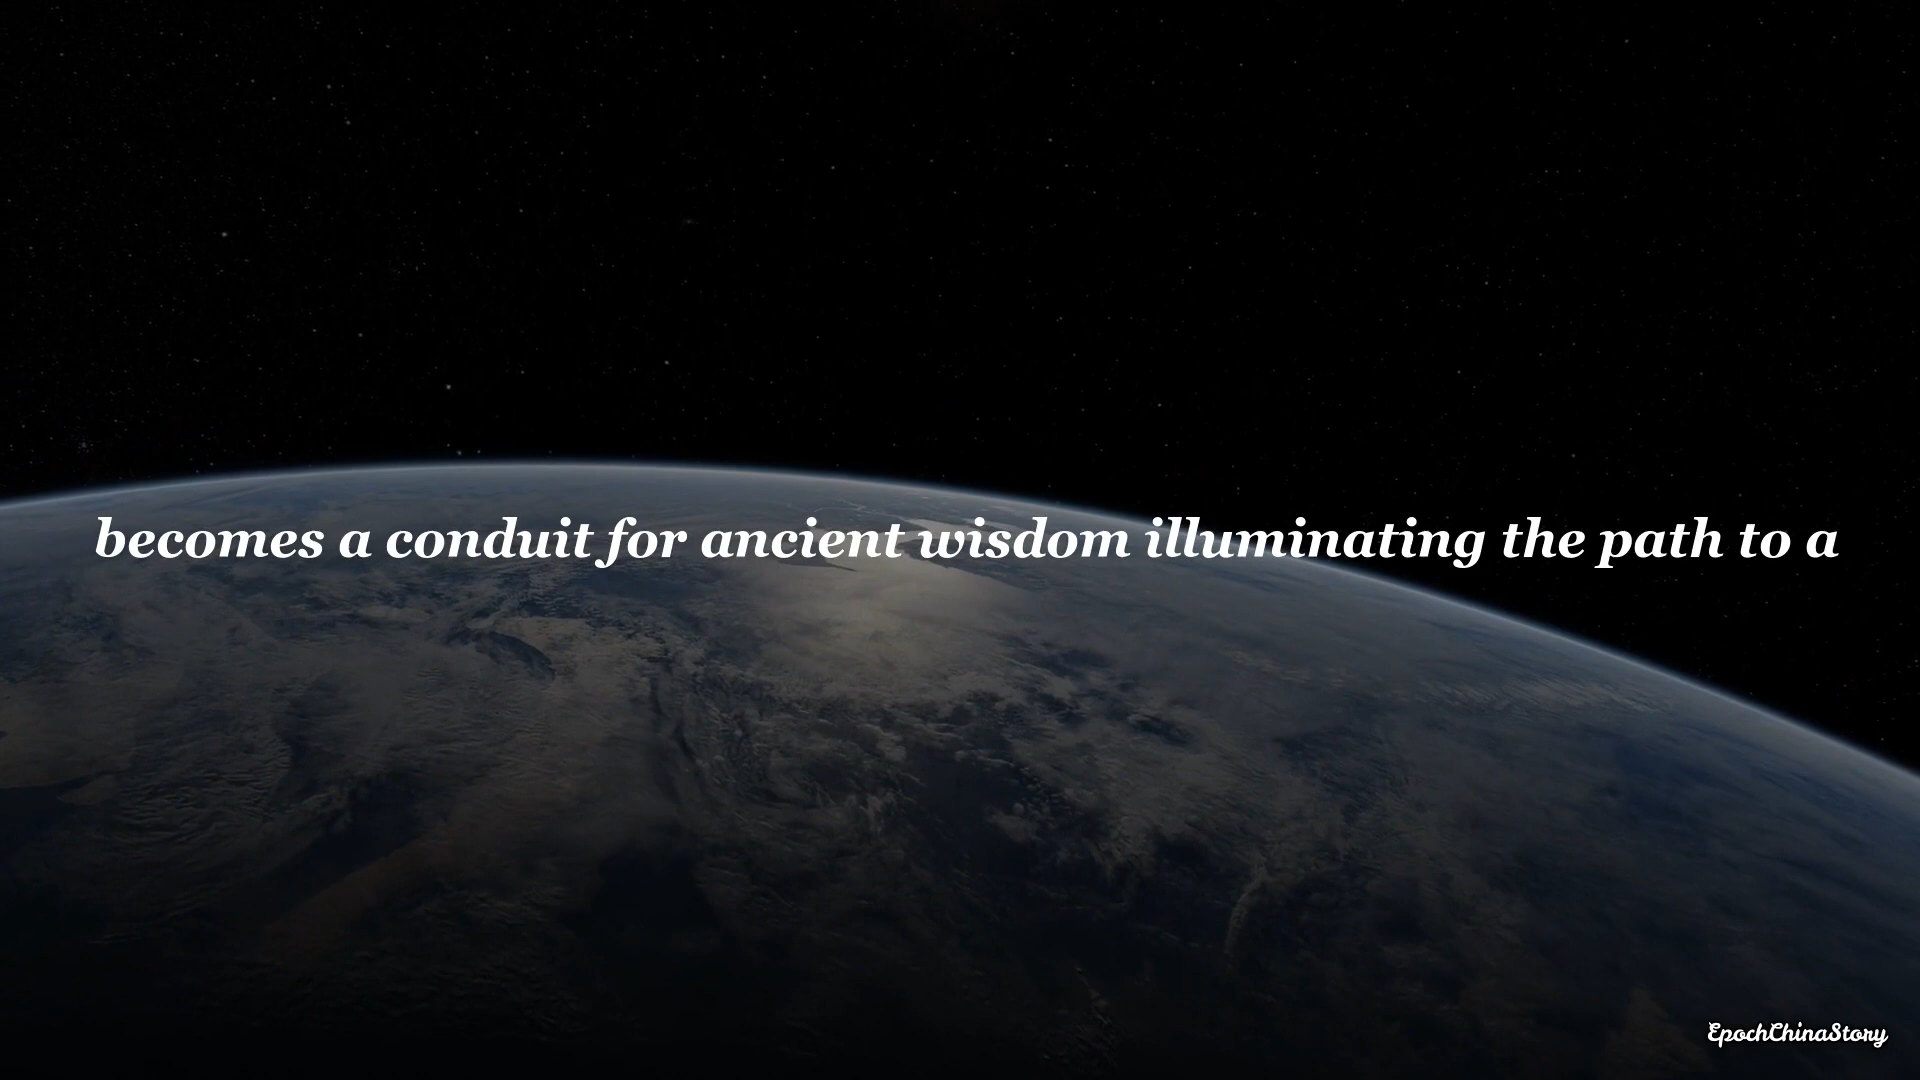 becomes a conduit for ancient wisdom illuminating the path to a
EpochChinaStory